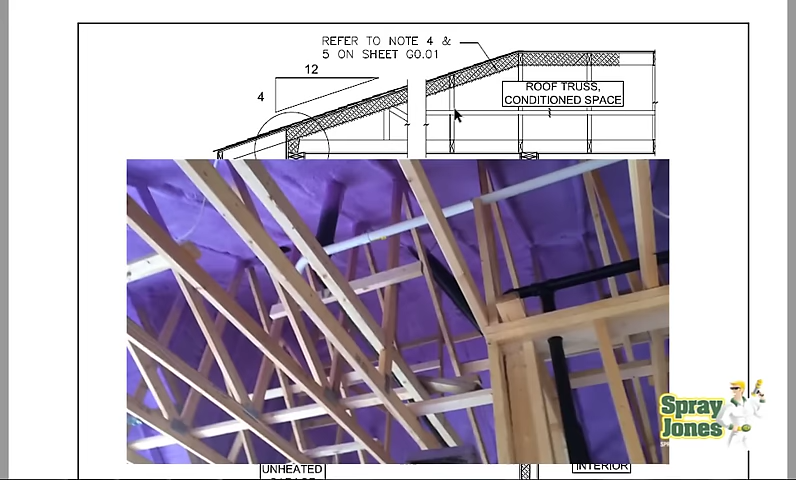 REFER TO NOTE 4 &
5 ON SHEET G0.01
12
4
ROOF TRUSS,
CONDITIONED SPACE
Spray
Jones
UNHEATED
INTERIOR